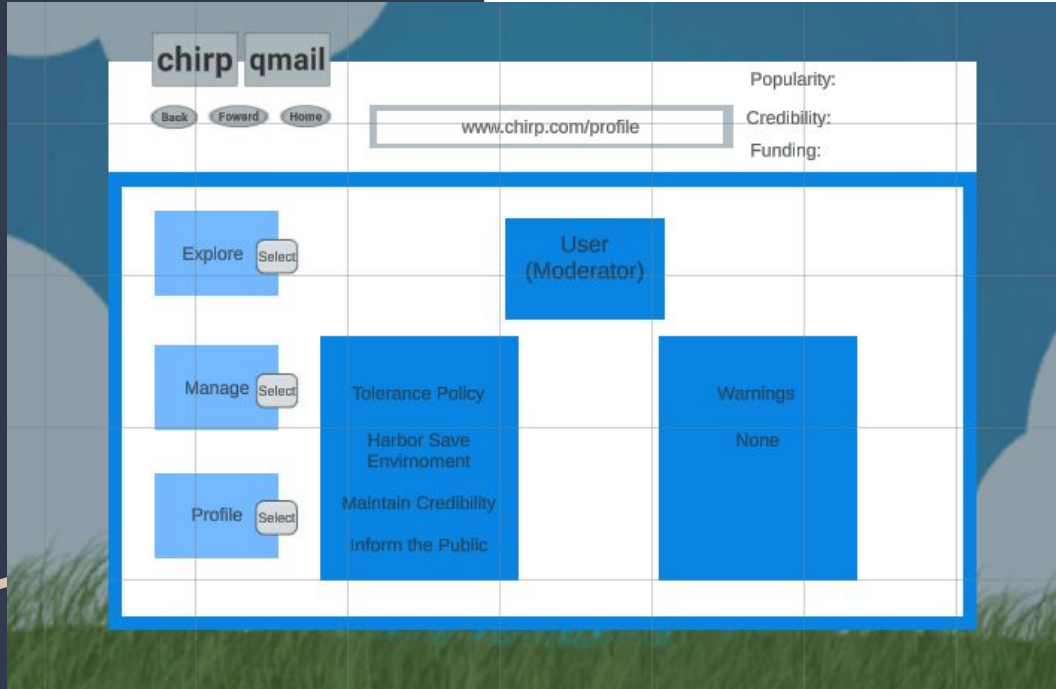 chirp qmail
Back Foward Home
www.chirp.com/profile
Popularity:
Credibility:
Funding:
Explore Select
Manage Select
Profile Select
User
(Moderator)
Tolerance Policy
Harbor Save
Envirnoment
Maintain Credibility
Inform the Public
Warnings
None